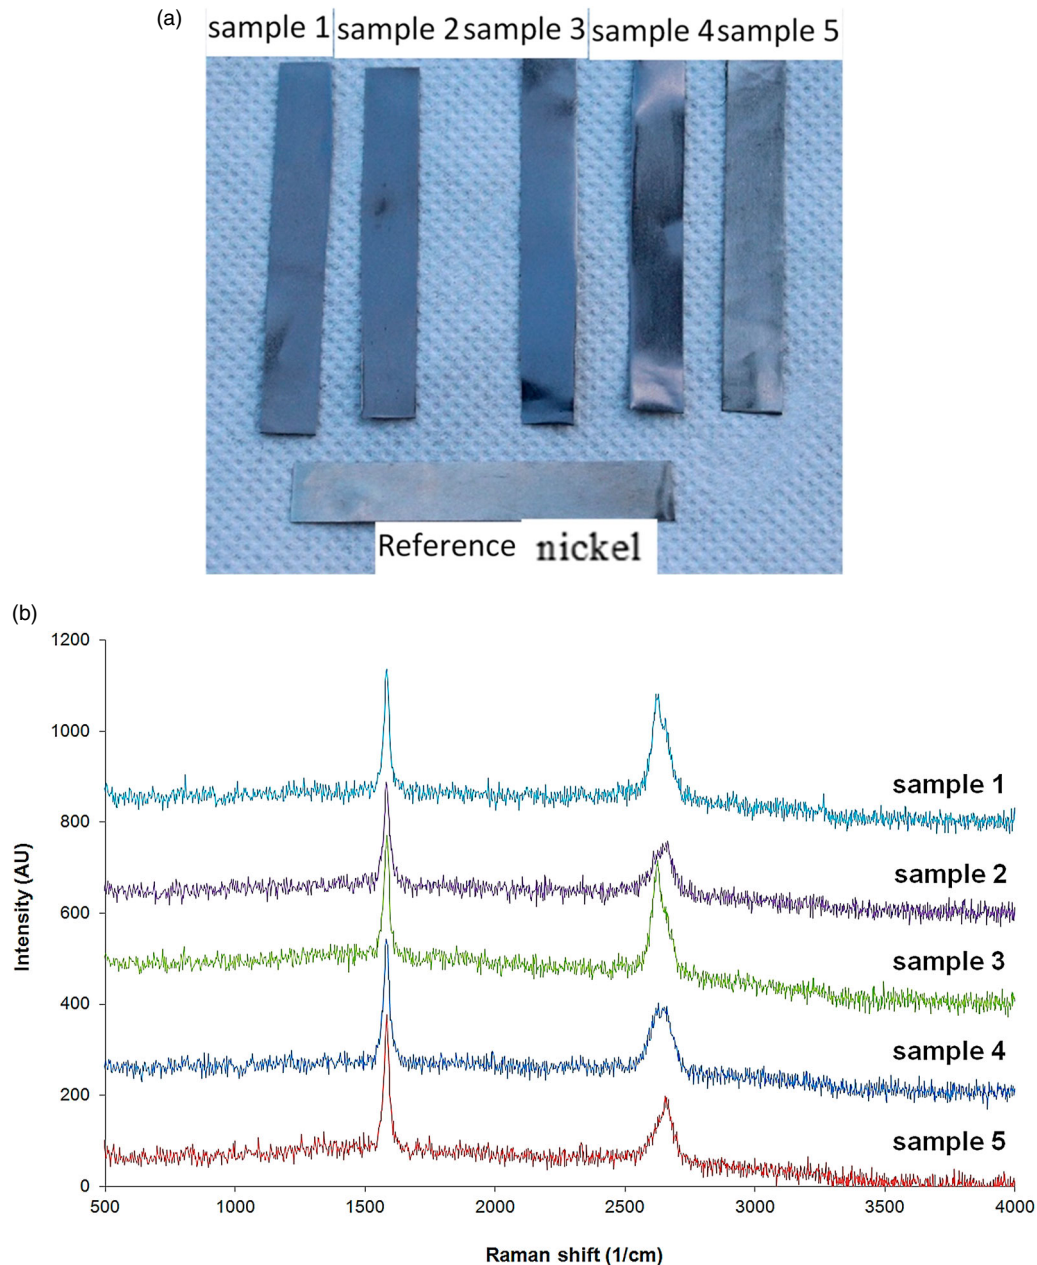 (a)
sample 1 sample 2 sample 3 sample 4 sample 5
Reference nickel
(b)
1200
1000
800
600
400
200
0
Intensity (AU)
sample 1
sample 2
sample 3
sample 4
sample 5
500 1000 1500 2000 2500 3000 3500 4000
Raman shift (1/cm)